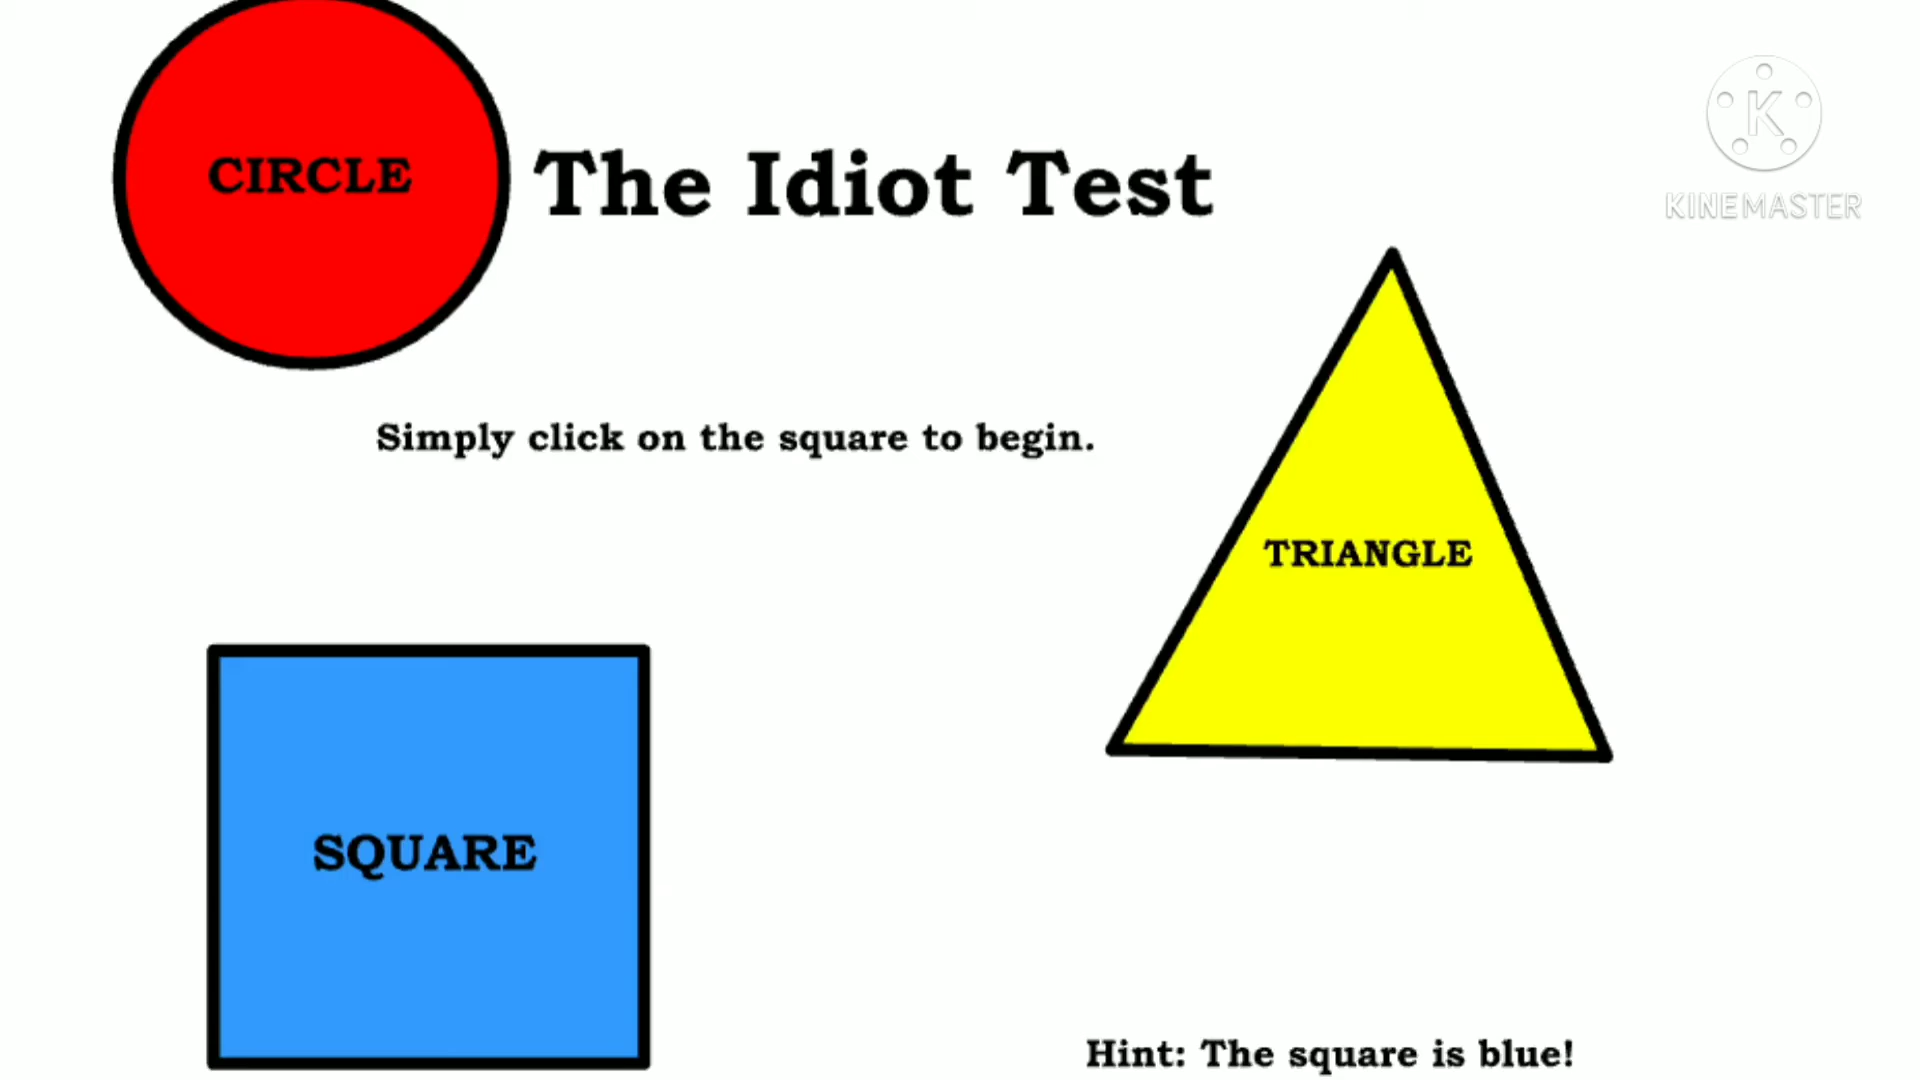 CIRCLE
The Idiot Test
K
KINEMASTER
Simply click on the square to begin.
TRIANGLE
SQUARE
Hint: The square is blue!